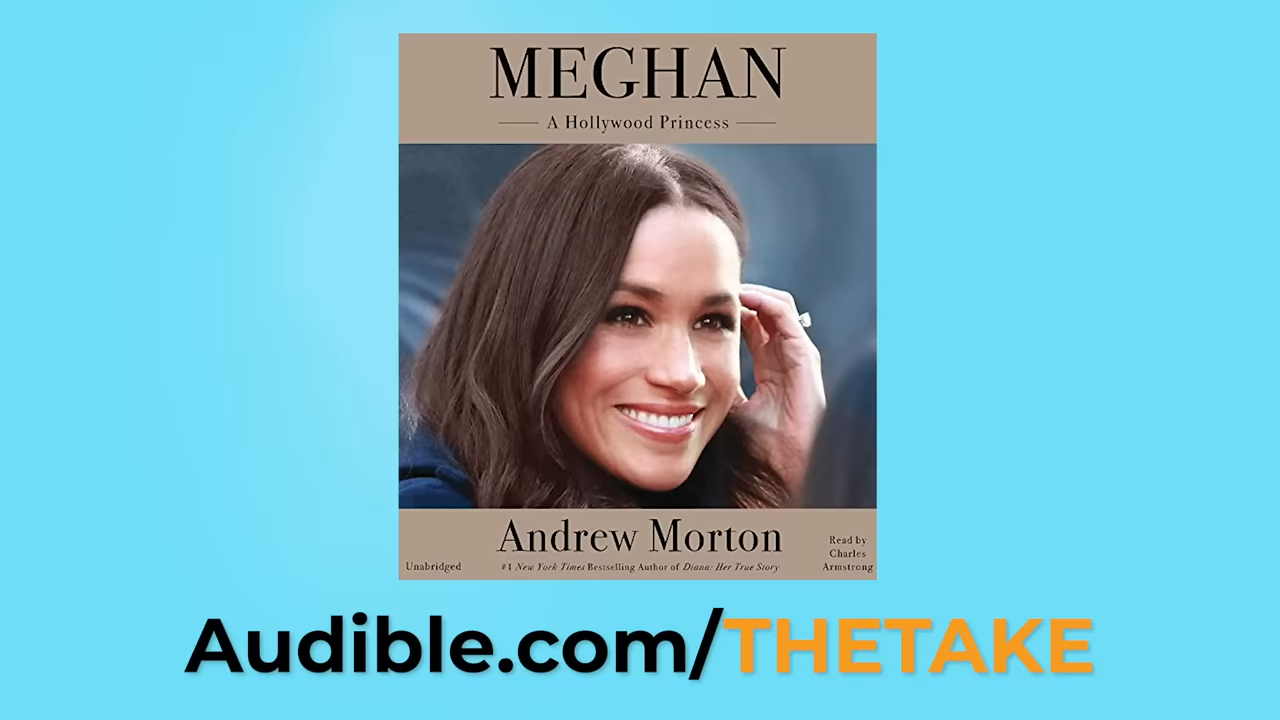 MEGHAN
A Hollywood Princess
Andrew Morton
#1 New York Times Bestselling Author of Diana: Her True Story
Unabridged
Read by
Charles
Armstrong
Audible.com/THETAKE